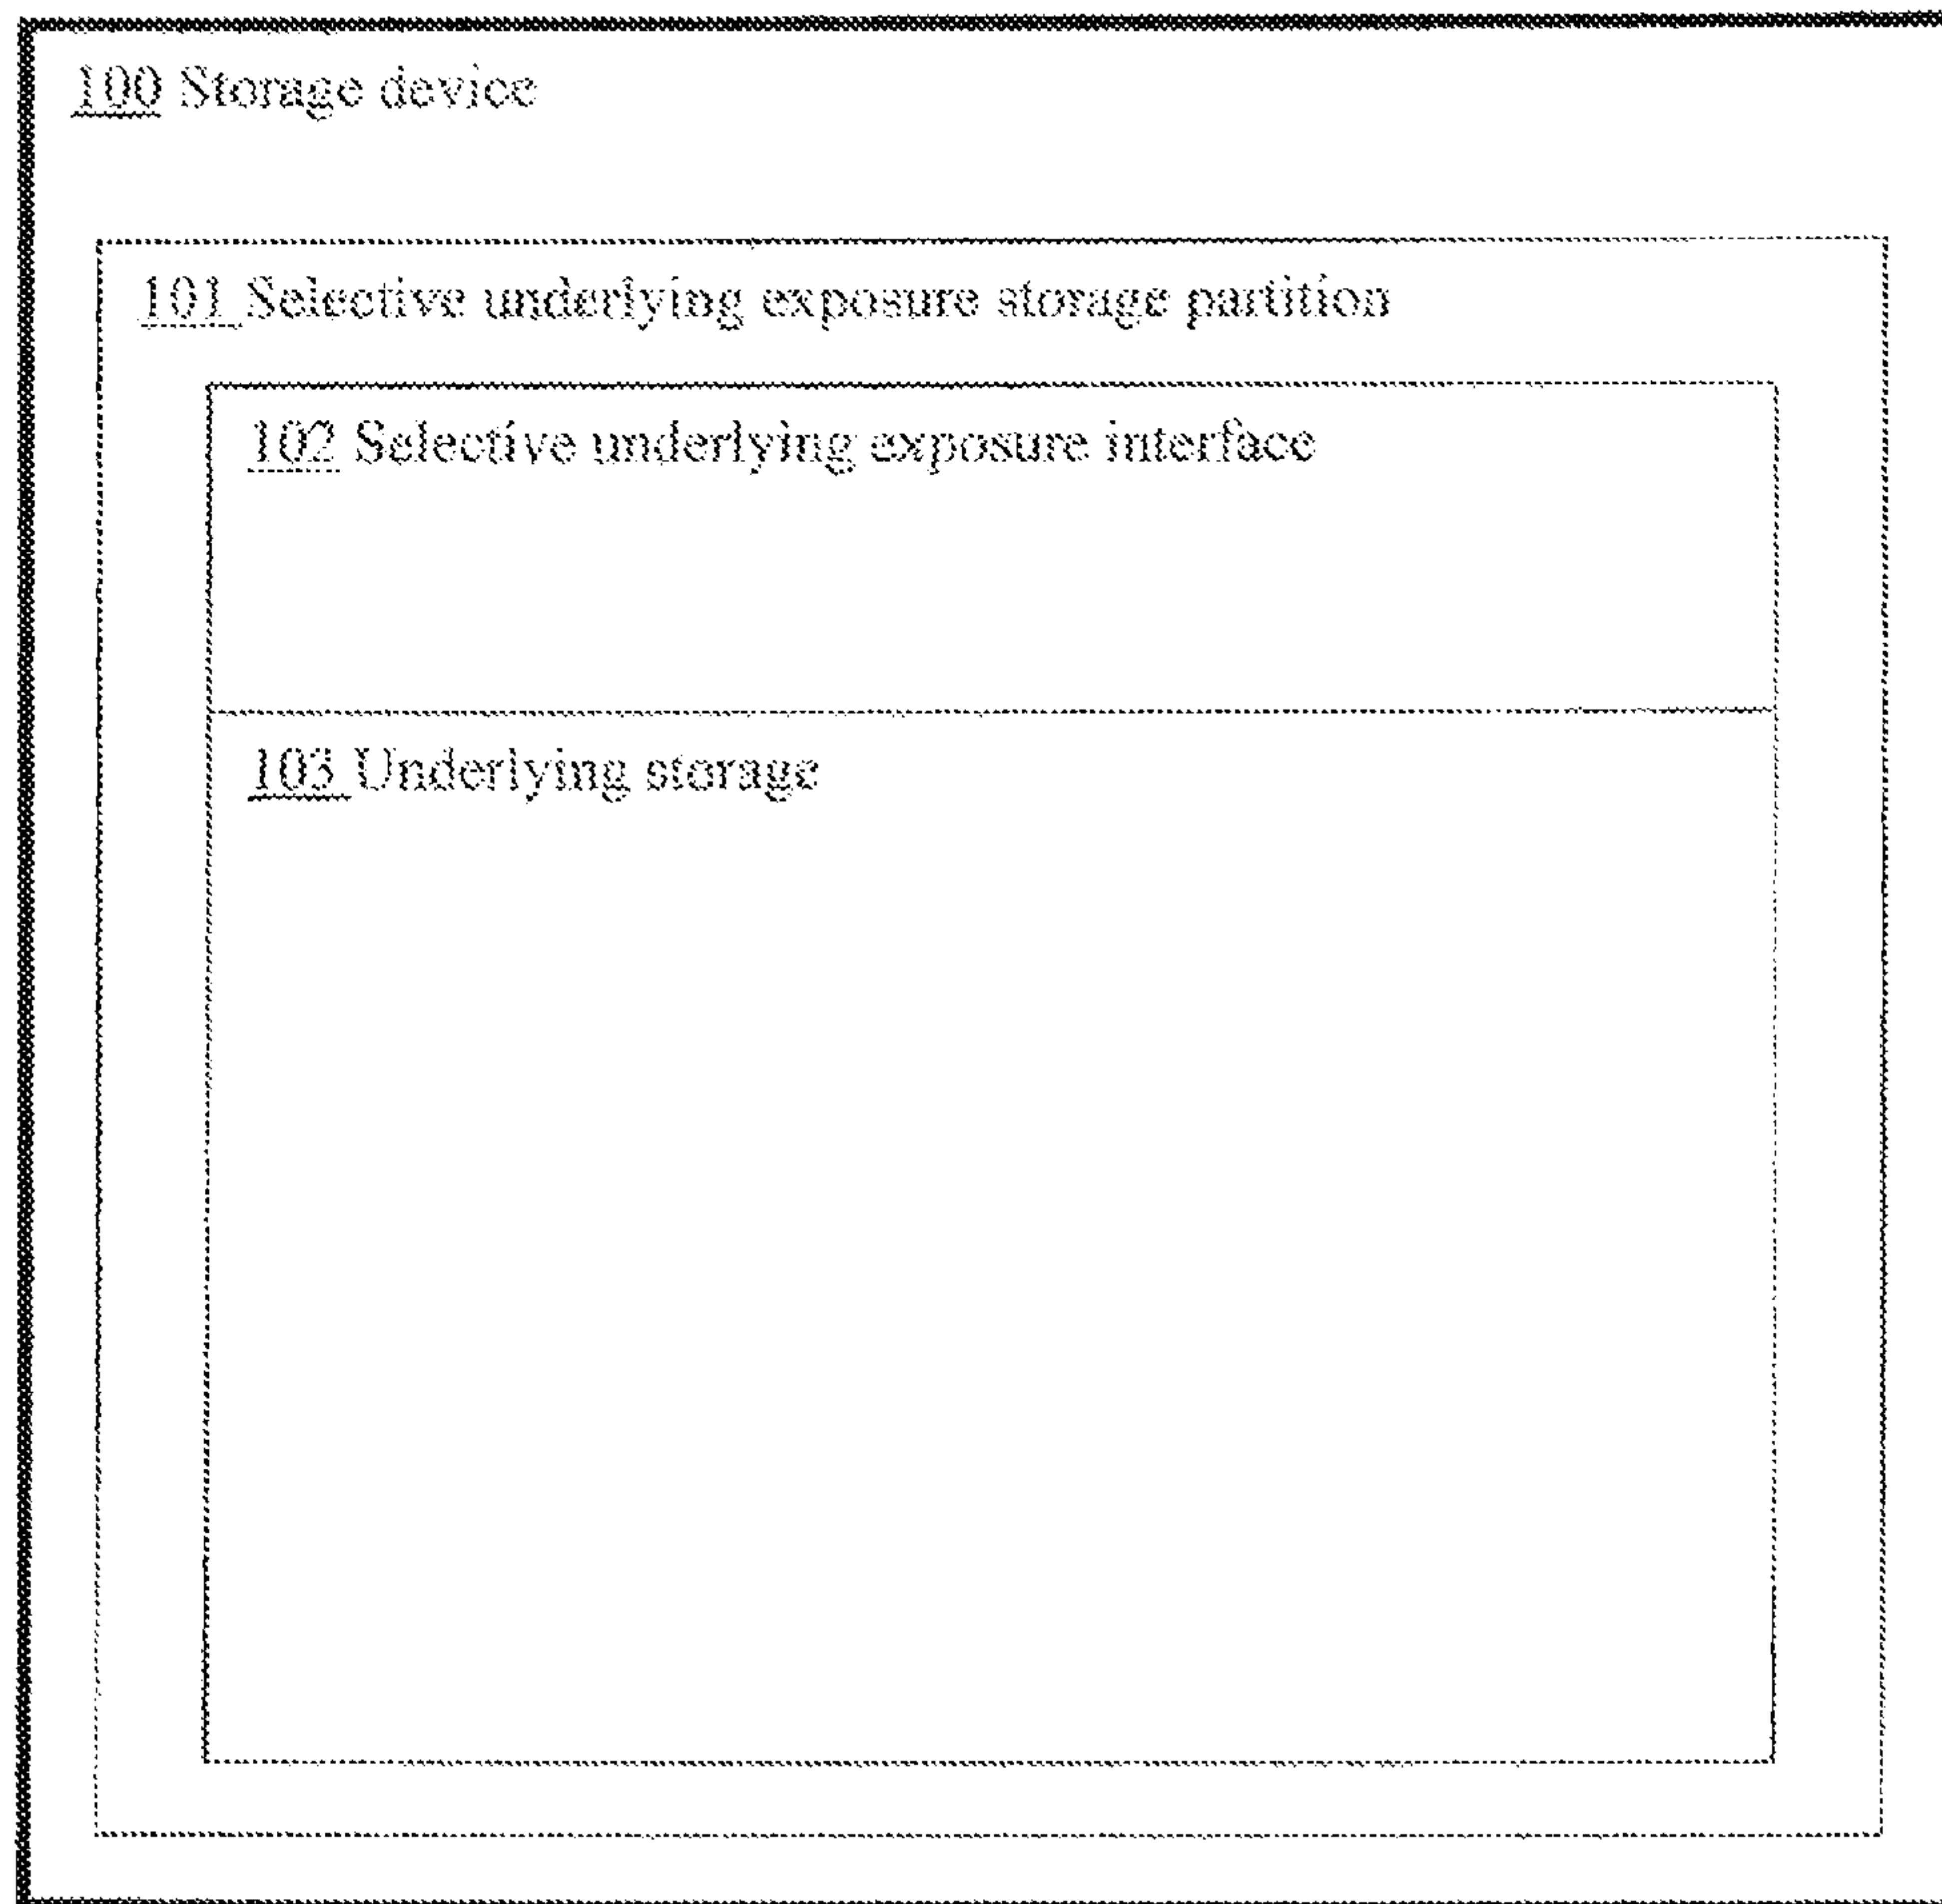 100 Storage device
101 Selective underlying exposure storage partition
102 Selective underlying exposure interface
103 Underlying storage